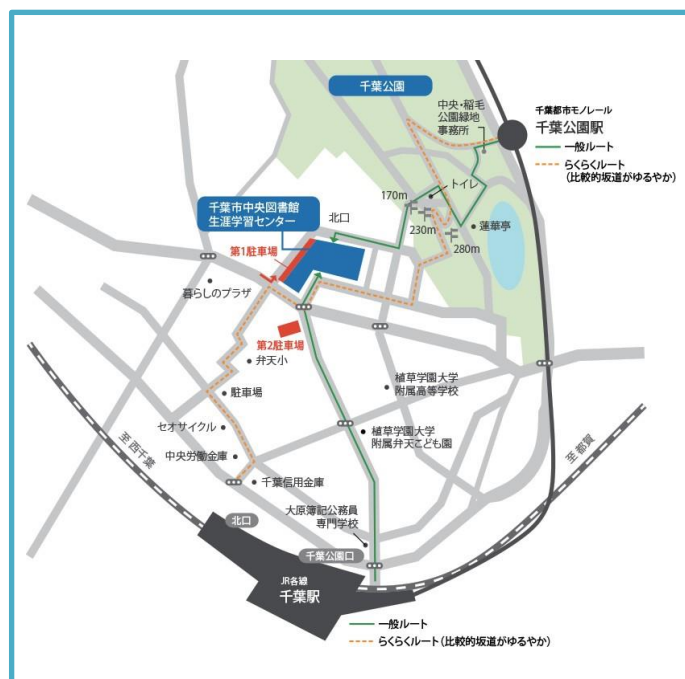 千葉公園
中央・稲毛
公園緑地
事務所
千葉都市モノレール
千葉公園駅
一般ルート
らくらくルート
(比較的坂道がゆるやか)
トイレ
170m
230m
280m
蓮華亭
北口
千葉市中央図書館
生涯学習センター
第1駐車場
暮らしのプラザ
第2駐車場
弁天小
駐車場
植草学園大学
附属高等学校
セオサイクル
植草学園大学
附属弁天こども園
中央労働金庫
至西千葉
至都賀
千葉信用金庫
大原簿記公務員
専門学校
北口
千葉公園口
JR各線
千葉駅
一般ルート
らくらくルート(比較的坂道がゆるやか)